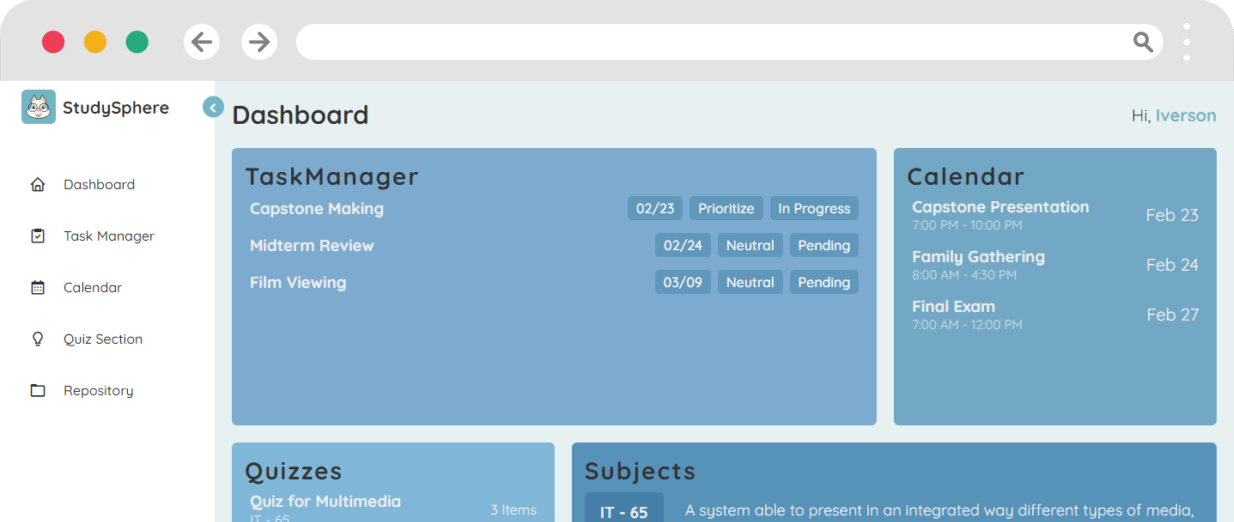 StudySphere
Dashboard
Hi, Iverson
Dashboard
Task Manager
Calendar
Quiz Section
Repository
TaskManager
Capstone Making 02/23 Prioritize In Progress
Midterm Review 02/24 Neutral Pending
Film Viewing 03/09 Neutral Pending
Calendar
Capstone Presentation Feb 23
7:00 PM - 10:00 PM
Family Gathering Feb 24
8:00 AM - 4:30 PM
Final Exam Feb 27
7:00 AM - 12:00 PM
Quizzes
Quiz for Multimedia 3 Items
IT - 65
Subjects
IT - 65 A system able to present in an integrated way different types of media,